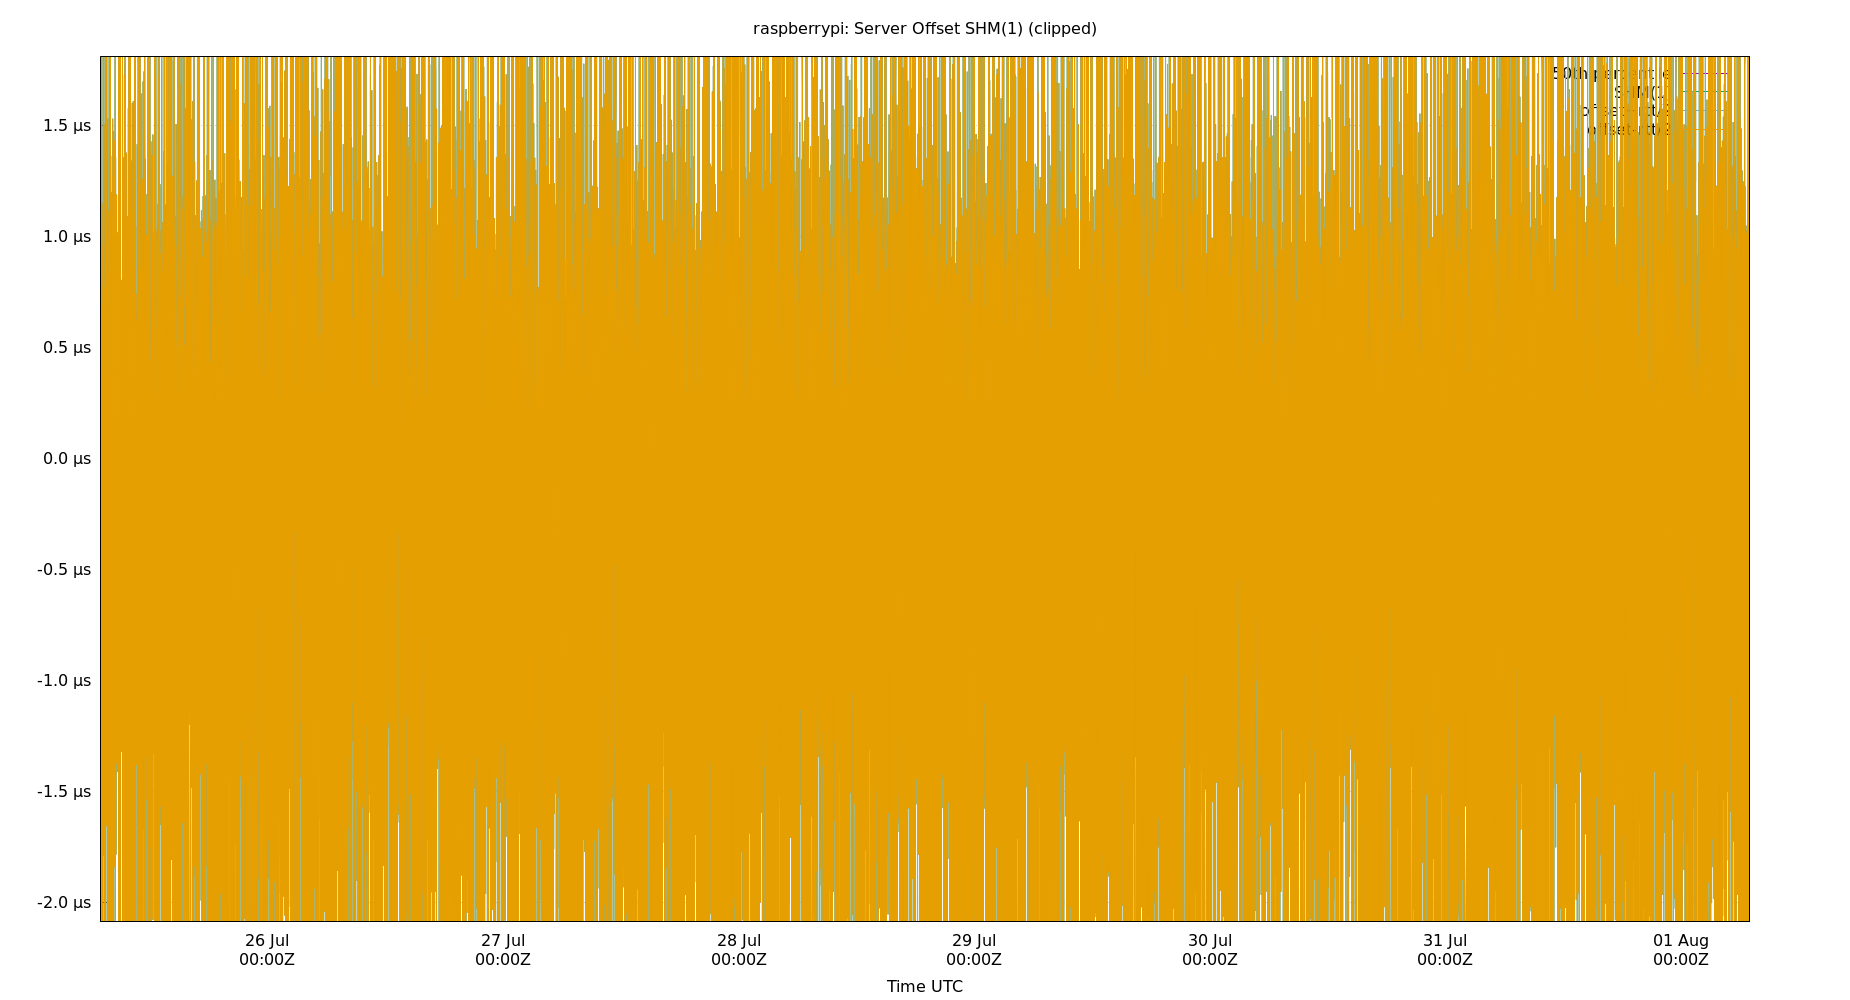 raspberrypi: Server Offset SHM(1) (clipped)
1.5 µs
1.0 µs
0.5 µs
0.0 µs
-0.5 µs
-1.0 µs
-1.5 µs
-2.0 µs
26 Jul
00:00Z
27 Jul
00:00Z
28 Jul
00:00Z
29 Jul
00:00Z
30 Jul
00:00Z
31 Jul
00:00Z
01 Aug
00:00Z
Time UTC